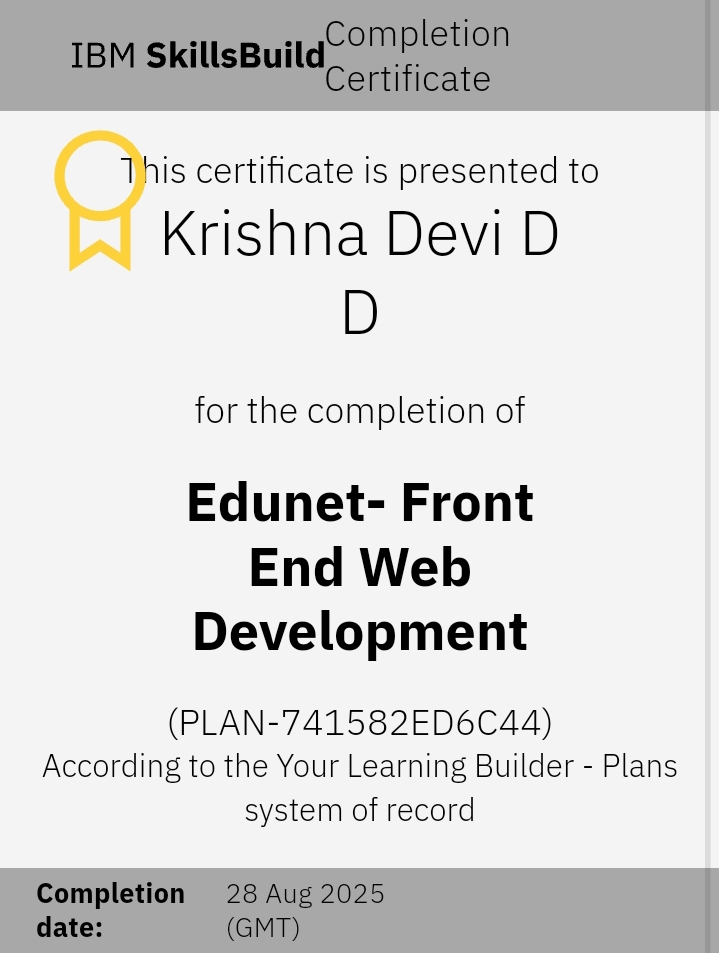 IBM SkillsBuild
Completion
Certificate
This certificate is presented to
Krishna Devi D
D
for the completion of
Edunet- Front
End Web
Development
(PLAN-741582ED6C44)
According to the Your Learning Builder - Plans
system of record
Completion
date:
28 Aug 2025
(GMT)